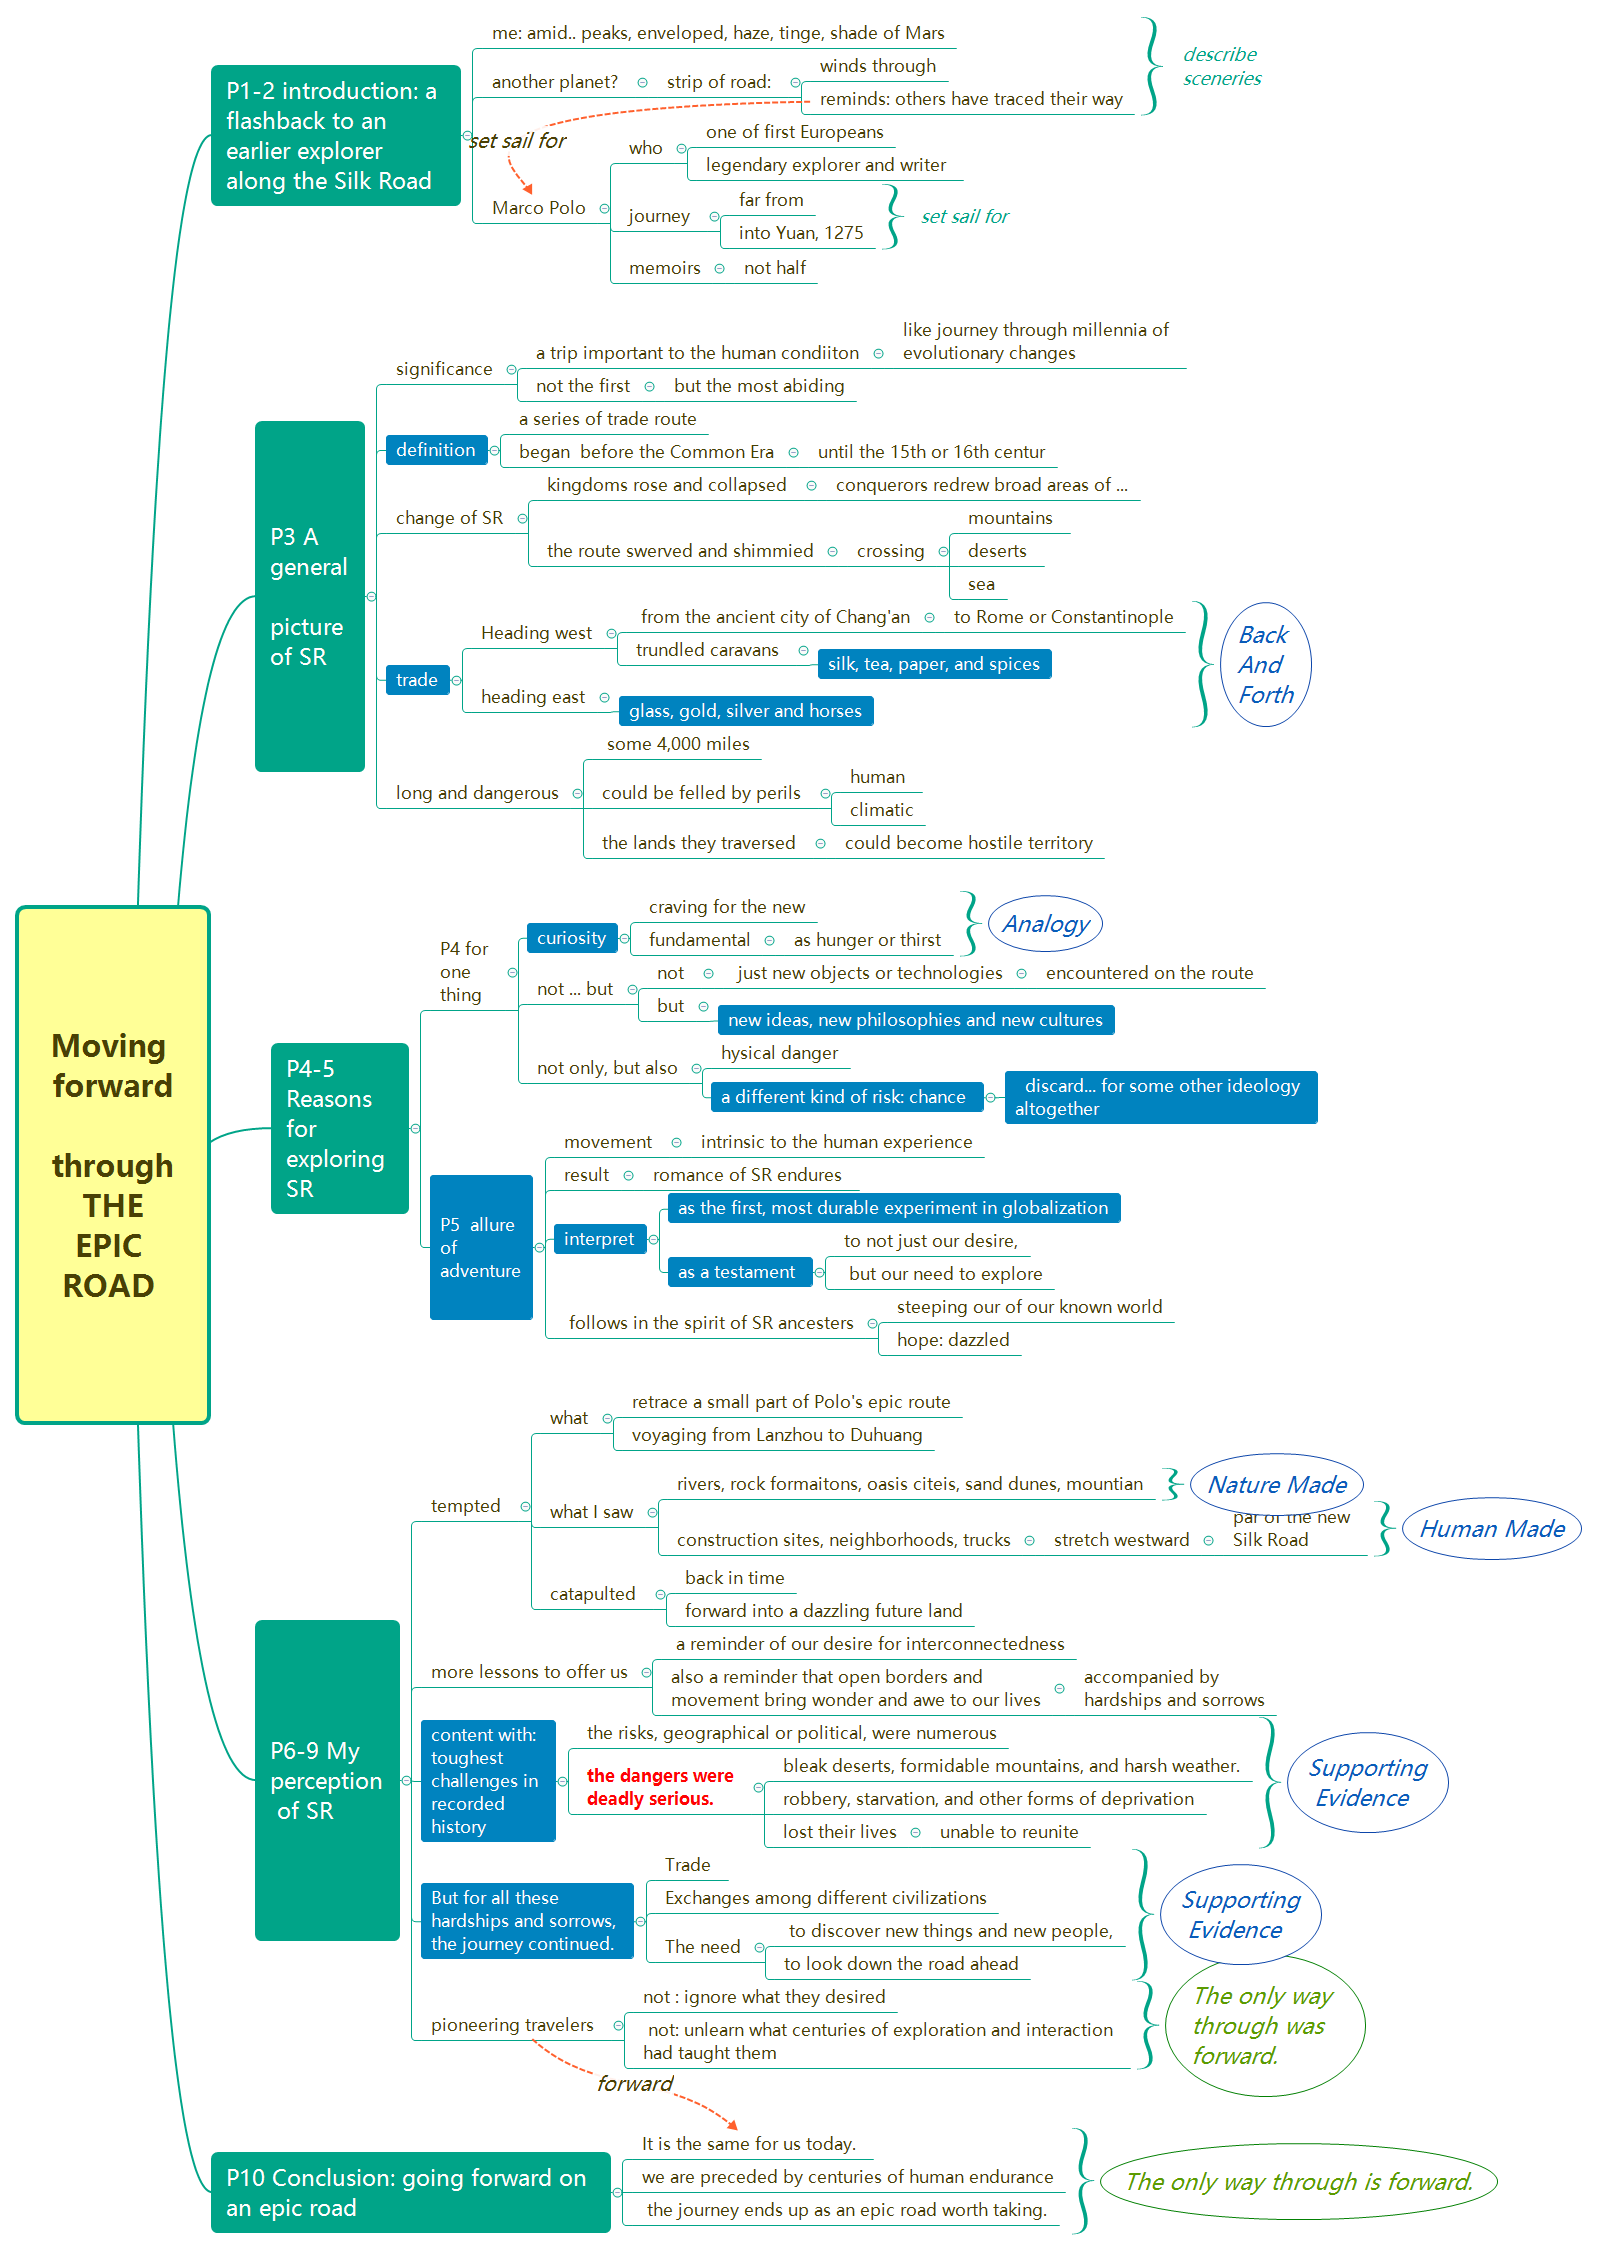 Moving
forward
through
THE
EPIC
ROAD
P1-2 introduction: a
flashback to an
earlier explorer
along the Silk Road
me: amid.. peaks, enveloped, haze, tinge, shade of Mars
another planet?
strip of road:
winds through
reminds: others have traced their way
describe
sceneries
set sail for
Marco Polo
who
one of first Europeans
legendary explorer and writer
journey
far from
into Yuan, 1275
set sail for
memoirs
not half
P3 A
general
picture
of SR
significance
a trip important to the human condiiton
like journey through millennia of
evolutionary changes
not the first
but the most abiding
definition
a series of trade route
began  before the Common Era
until the 15th or 16th centur
change of SR
kingdoms rose and collapsed
conquerors redrew broad areas of ...
the route swerved and shimmied
crossing
mountains
deserts
sea
trade
Heading west
from the ancient city of Chang'an
to Rome or Constantinople
trundled caravans
silk, tea, paper, and spices
heading east
glass, gold, silver and horses
Back
And
Forth
long and dangerous
some 4,000 miles
could be felled by perils
human
climatic
the lands they traversed
could become hostile territory
P4-5
Reasons
for
exploring
SR
P4 for
one
thing
curiosity
craving for the new
fundamental
as hunger or thirst
Analogy
not ... but
not
just new objects or technologies
encountered on the route
but
new ideas, new philosophies and new cultures
not only, but also
hysical danger
a different kind of risk: chance
discard... for some other ideology
altogether
P5  allure
of
adventure
movement
intrinsic to the human experience
result
romance of SR endures
interpret
as the first, most durable experiment in globalization
as a testament
to not just our desire,
but our need to explore
follows in the spirit of SR ancesters
steeping our of our known world
hope: dazzled
P6-9 My
perception
of SR
tempted
what
retrace a small part of Polo's epic route
voyaging from Lanzhou to Duhuang
what I saw
rivers, rock formaitons, oasis citeis, sand dunes, mountian
Nature Made
construction sites, neighborhoods, trucks
stretch westward
par of the new
Silk Road
Human Made
catapulted
back in time
forward into a dazzling future land
more lessons to offer us
a reminder of our desire for interconnectedness
also a reminder that open borders and
movement bring wonder and awe to our lives
accompanied by
hardships and sorrows
content with:
toughest
challenges in
recorded
history
the risks, geographical or political, were numerous
the dangers were
deadly serious.
bleak deserts, formidable mountains, and harsh weather.
robbery, starvation, and other forms of deprivation
lost their lives
unable to reunite
Supporting
Evidence
But for all these
hardships and sorrows,
the journey continued.
Trade
Exchanges among different civilizations
The need
to discover new things and new people,
to look down the road ahead
Supporting
Evidence
pioneering travelers
not : ignore what they desired
not: unlearn what centuries of exploration and interaction
had taught them
The only way
through was
forward.
forward
P10 Conclusion: going forward on
an epic road
It is the same for us today.
we are preceded by centuries of human endurance
the journey ends up as an epic road worth taking.
The only way through is forward.